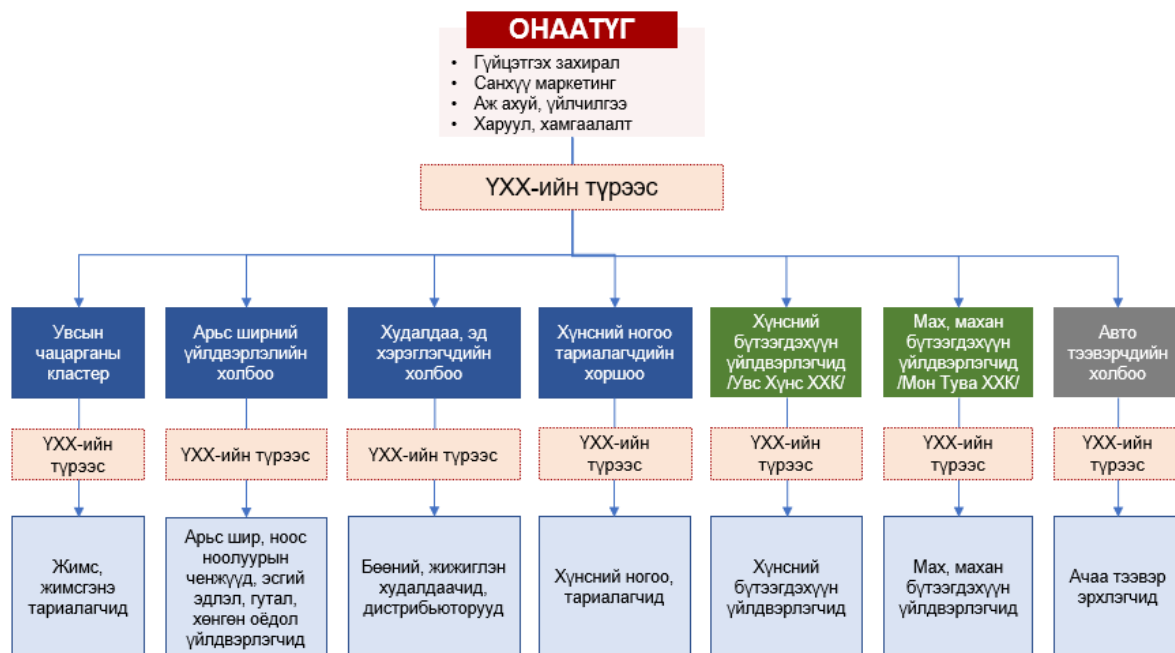 ОНААТҮГ
• Гүйцэтгэх захирал
• Санхүү маркетинг
• Аж ахуй, үйлчилгээ
• Харуул, хамгаалалт
ҮХХ-ийн түрээс
Увсын
чацарганы
кластер
Арьс ширний
үйлдвэрлэлийн
холбоо
Худалдаа, эд
хэрэглэгчдийн
холбоо
Хүнсний ногоо
тариалагчдийн
хоршоо
Хүнсний
бүтээгдэхүүн
үйлдвэрлэгчид
/Увс Хүнс ХХК/
Мах, махан
бүтээгдэхүүн
үйлдвэрлэгчид
/Мон Тува ХХК/
Авто
тээвэрчдийн
холбоо
ҮХХ-ийн
түрээс
ҮХХ-ийн түрээс
ҮХХ-ийн түрээс
ҮХХ-ийн
түрээс
ҮХХ-ийн
түрээс
ҮХХ-ийн
түрээс
ҮХХ-ийн
түрээс
Жимс,
жимсгэнэ
тариалагчид
Арьс шир, ноос
ноолуурын
ченжүүд, эсгий
эдлэл, гутал,
хөнгөн оёдол
үйлдвэрлэгчид
Бөөний, жижиглэн
худалдаачид,
дистрибьюторууд
Хүнсний ногоо,
тариалагчид
Хүнсний
бүтээгдэхүүн
үйлдвэрлэгчид
Мах, махан
бүтээгдэхүүн
үйлдвэрлэгчид
Ачаа тээвэр
эрхлэгчид